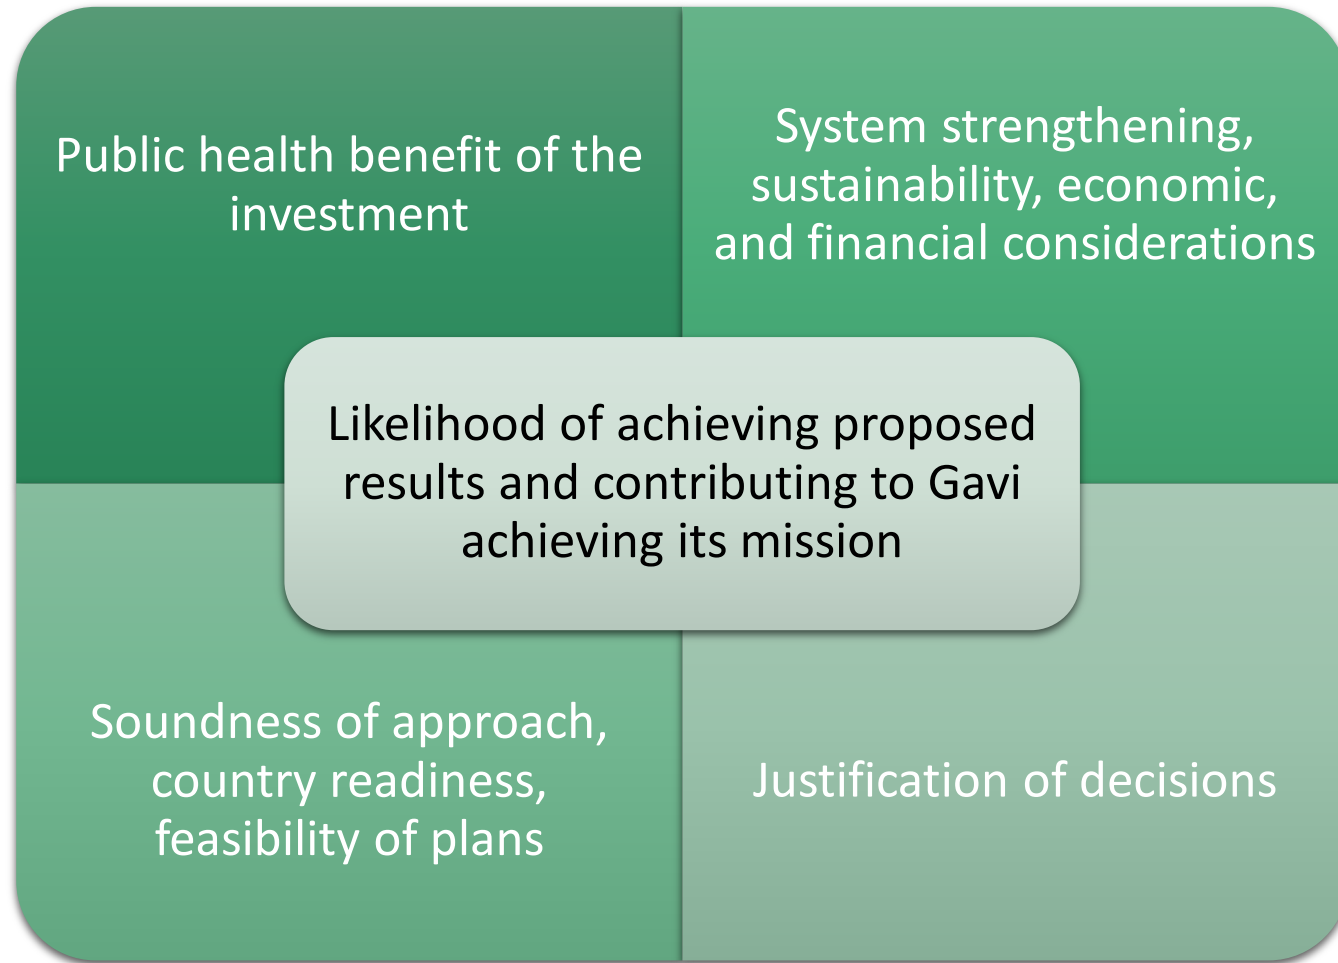 Public health benefit of the
investment
System strengthening,
sustainability, economic,
and financial considerations
Likelihood of achieving proposed
results and contributing to Gavi
achieving its mission
Soundness of approach,
country readiness,
feasibility of plans
Justification of decisions